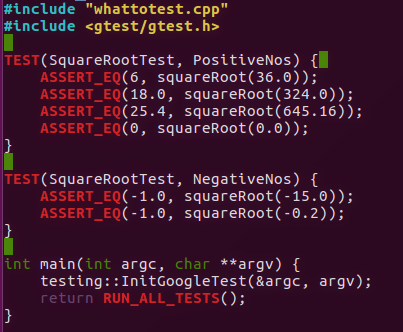 #include "whattotest.cpp"
#include <gtest/gtest.h>
TEST(SquareRootTest, PositiveNos) {
    ASSERT_EQ(6, squareRoot(36.0));
    ASSERT_EQ(18.0, squareRoot(324.0));
    ASSERT_EQ(25.4, squareRoot(645.16));
    ASSERT_EQ(0, squareRoot(0.0));
}
TEST(SquareRootTest, NegativeNos) {
    ASSERT_EQ(-1.0, squareRoot(-15.0));
    ASSERT_EQ(-1.0, squareRoot(-0.2));
}
int main(int argc, char **argv) {
    testing::InitGoogleTest(&argc, argv);
    return RUN_ALL_TESTS();
}